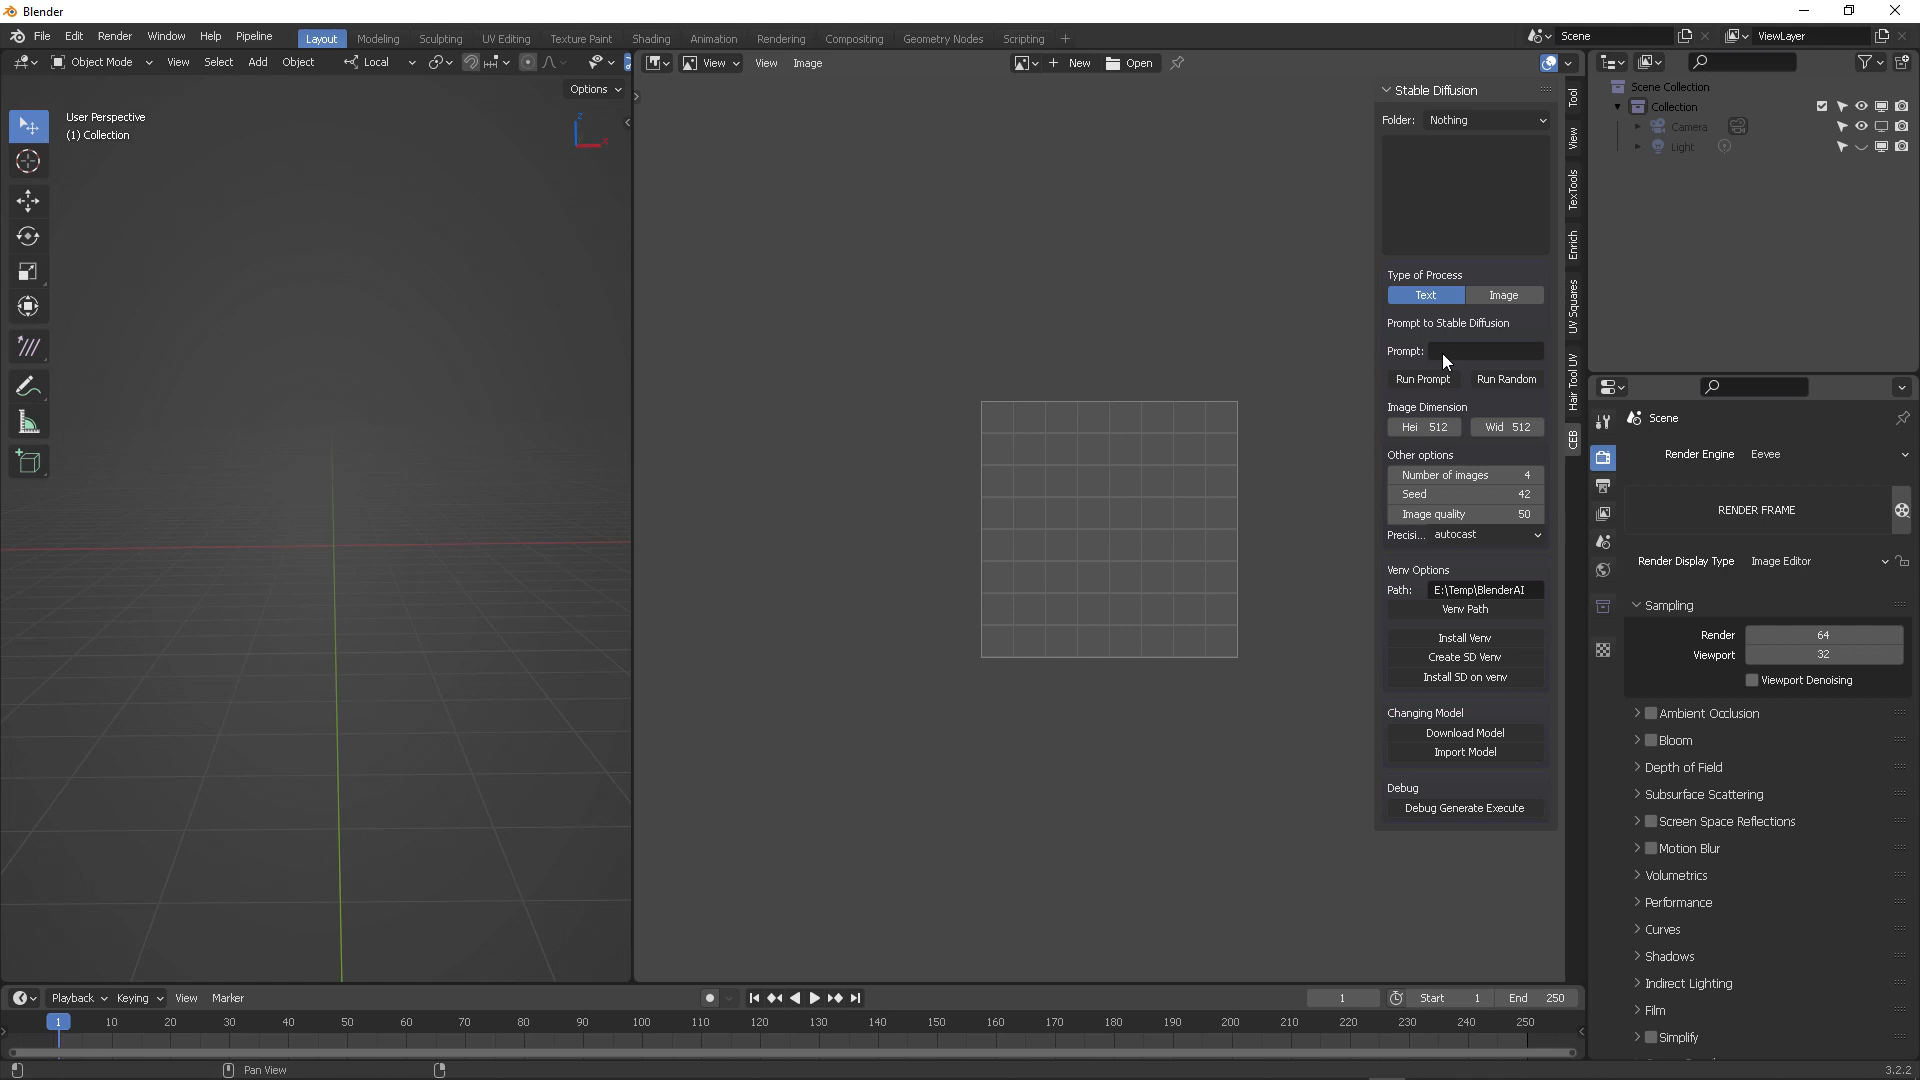 Blender
File Edit Render Window Help Pipeline
Layout Modeling Sculpting UV Editing Texture Paint Shading Animation Rendering Compositing Geometry Nodes Scripting +
Scene
ViewLayer
Object Mode View Select Add Object Local
View View Image New Open
Options
User Perspective
(1) Collection
Z
X
Stable Diffusion
Folder: Nothing
Type of Process
Text Image
Prompt to Stable Diffusion
Prompt:
Run Prompt Run Random
Image Dimension
Hei 512 Wid 512
Other options
Number of images 4
Seed 42
Image quality 50
Precisi... autocast
Venv Options
Path: E:\Temp\BlenderAI
Venv Path
Install Venv
Create SD Venv
Install SD on venv
Changing Model
Download Model
Import Model
Debug
Debug Generate Execute
Tool
View
TexTools
Enrich
UV Squares
Hair Tool UV
CEB
Scene Collection
Collection
Camera
Light
Scene
Render Engine Eevee
RENDER FRAME
Render Display Type Image Editor
Sampling
Render 64
Viewport 32
Viewport Denoising
Ambient Occlusion
Bloom
Depth of Field
Subsurface Scattering
Screen Space Reflections
Motion Blur
Volumetrics
Performance
Curves
Shadows
Indirect Lighting
Film
Simplify
Playback Keying View Marker
1 Start 1 End 250
1 10 20 30 40 50 60 70 80 90 100 110 120 130 140 150 160 170 180 190 200 210 220 230 240 250
Pan View
3.2.2